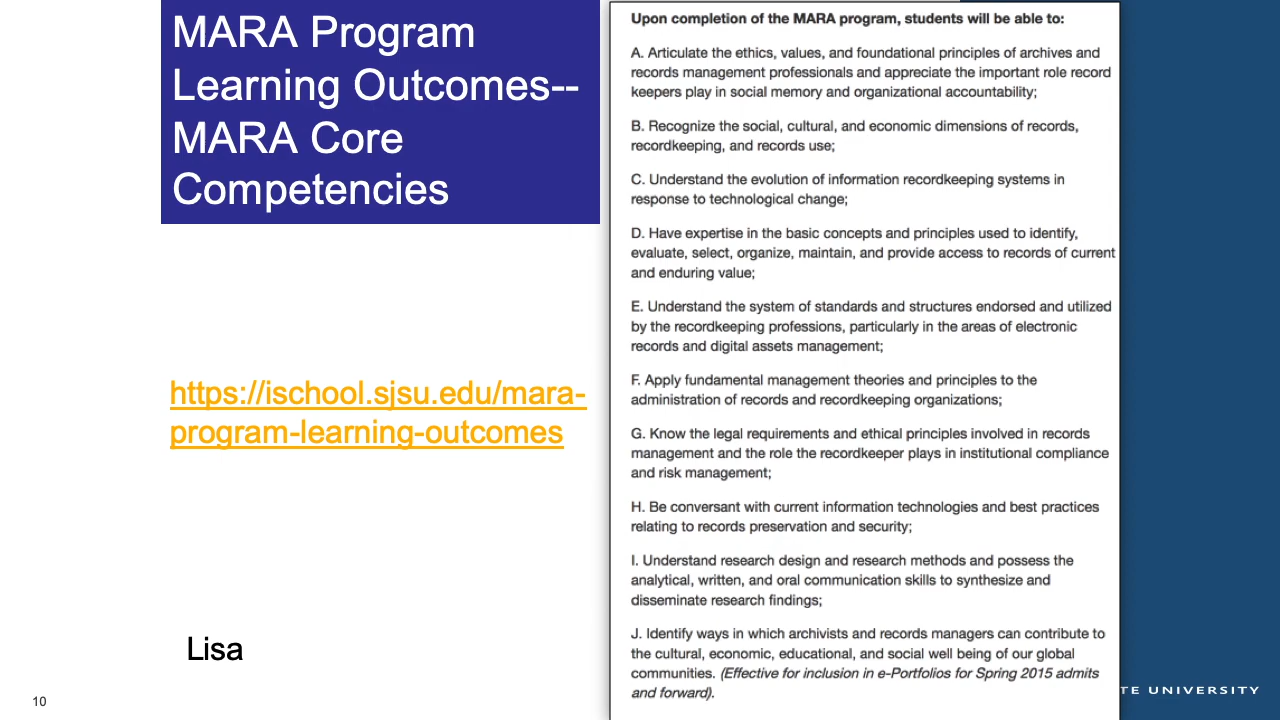 MARA Program
Learning Outcomes--
MARA Core
Competencies
https://ischool.sjsu.edu/mara-
program-learning-outcomes
Lisa
10
Upon completion of the MARA program, students will be able to:
A. Articulate the ethics, values, and foundational principles of archives and
records management professionals and appreciate the important role record
keepers play in social memory and organizational accountability;
B. Recognize the social, cultural, and economic dimensions of records,
recordkeeping, and records use;
C. Understand the evolution of information recordkeeping systems in
response to technological change;
D. Have expertise in the basic concepts and principles used to identify,
evaluate, select, organize, maintain, and provide access to records of current
and enduring value;
E. Understand the system of standards and structures endorsed and utilized
by the recordkeeping professions, particularly in the areas of electronic
records and digital assets management;
F. Apply fundamental management theories and principles to the
administration of records and recordkeeping organizations;
G. Know the legal requirements and ethical principles involved in records
management and the role the recordkeeper plays in institutional compliance
and risk management;
H. Be conversant with current information technologies and best practices
relating to records preservation and security;
I. Understand research design and research methods and possess the
analytical, written, and oral communication skills to synthesize and
disseminate research findings;
J. Identify ways in which archivists and records managers can contribute to
the cultural, economic, educational, and social well being of our global
communities. (Effective for inclusion in e-Portfolios for Spring 2015 admits
and forward).
TE UNIVERSITY